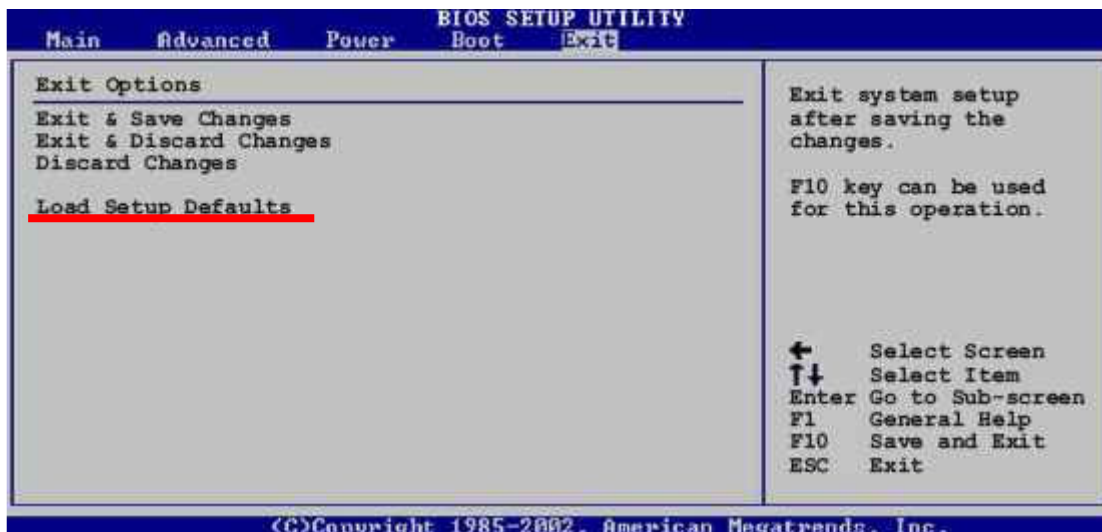 BIOS SETUP UTILITY
Main Advanced Power Boot Exit
Exit Options
Exit & Save Changes
Exit & Discard Changes
Discard Changes
Load Setup Defaults
Exit system setup
after saving the
changes.
F10 key can be used
for this operation.
← Select Screen
↑↓ Select Item
Enter Go to Sub-screen
F1 General Help
F10 Save and Exit
ESC Exit
(C)Copyright 1985-2002, American Megatrends, Inc.